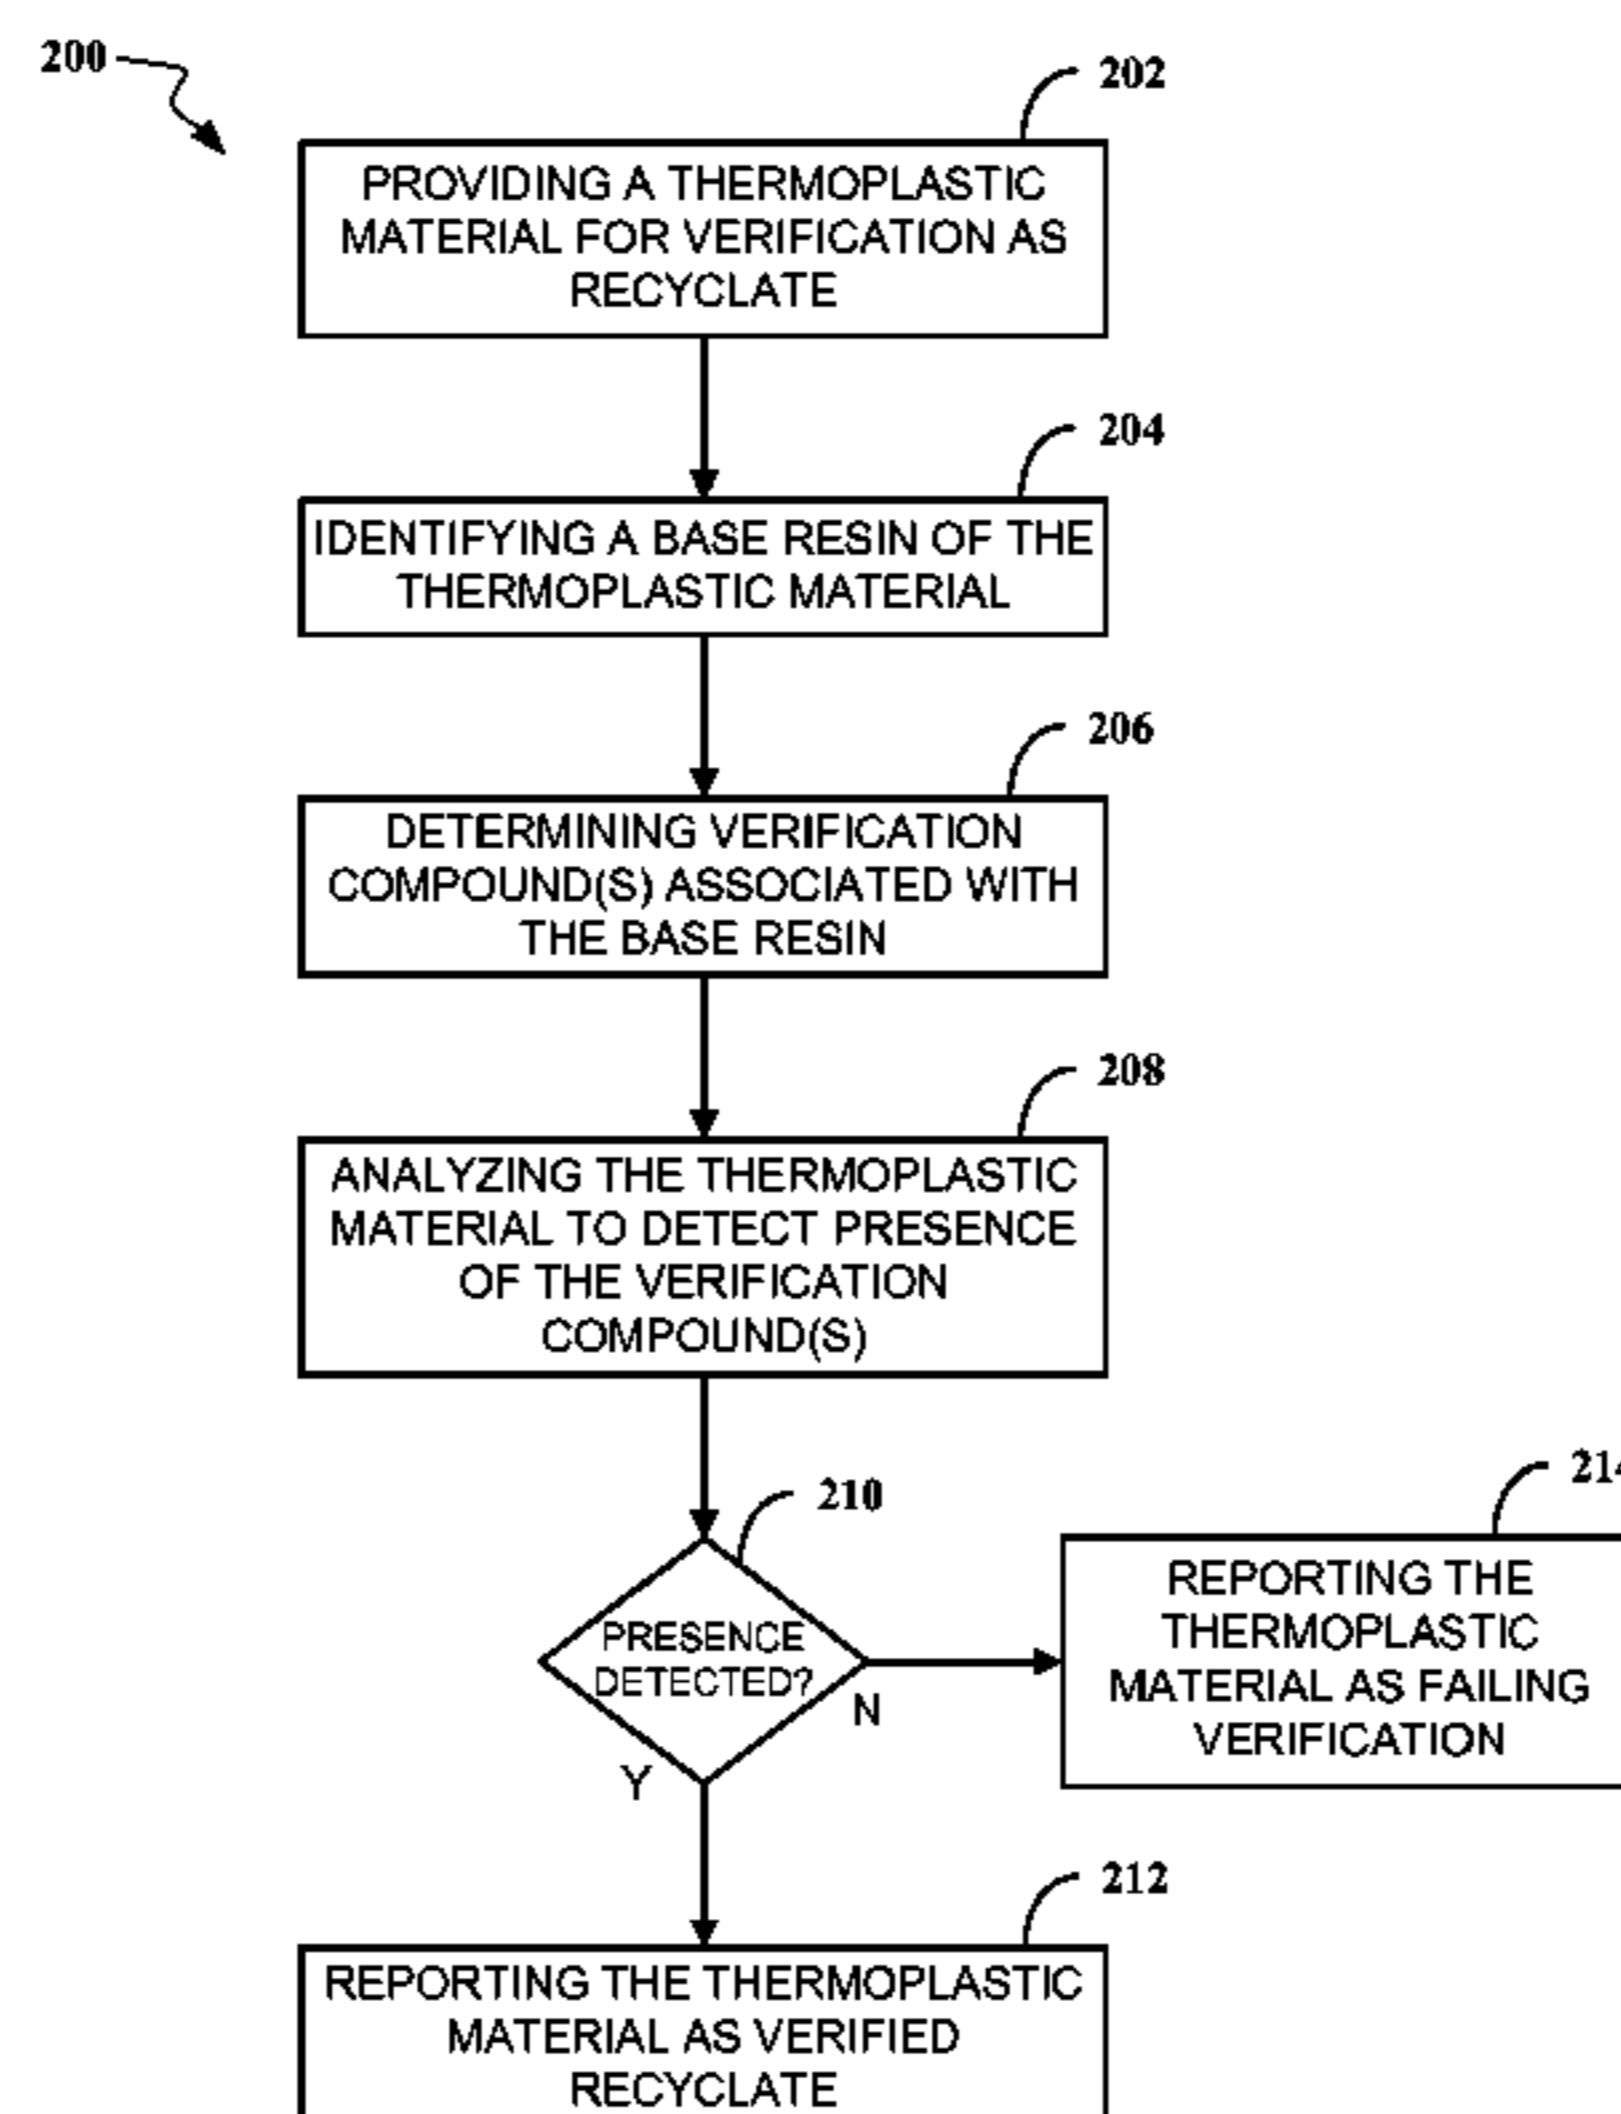 200
202
PROVIDING A THERMOPLASTIC
MATERIAL FOR VERIFICATION AS
RECYCLATE
204
IDENTIFYING A BASE RESIN OF THE
THERMOPLASTIC MATERIAL
206
DETERMINING VERIFICATION
COMPOUND(S) ASSOCIATED WITH
THE BASE RESIN
208
ANALYZING THE THERMOPLASTIC
MATERIAL TO DETECT PRESENCE
OF THE VERIFICATION
COMPOUND(S)
210
PRESENCE
DETECTED?
N
Y
214
REPORTING THE
THERMOPLASTIC
MATERIAL AS FAILING
VERIFICATION
212
REPORTING THE THERMOPLASTIC
MATERIAL AS VERIFIED
RECYCLATE